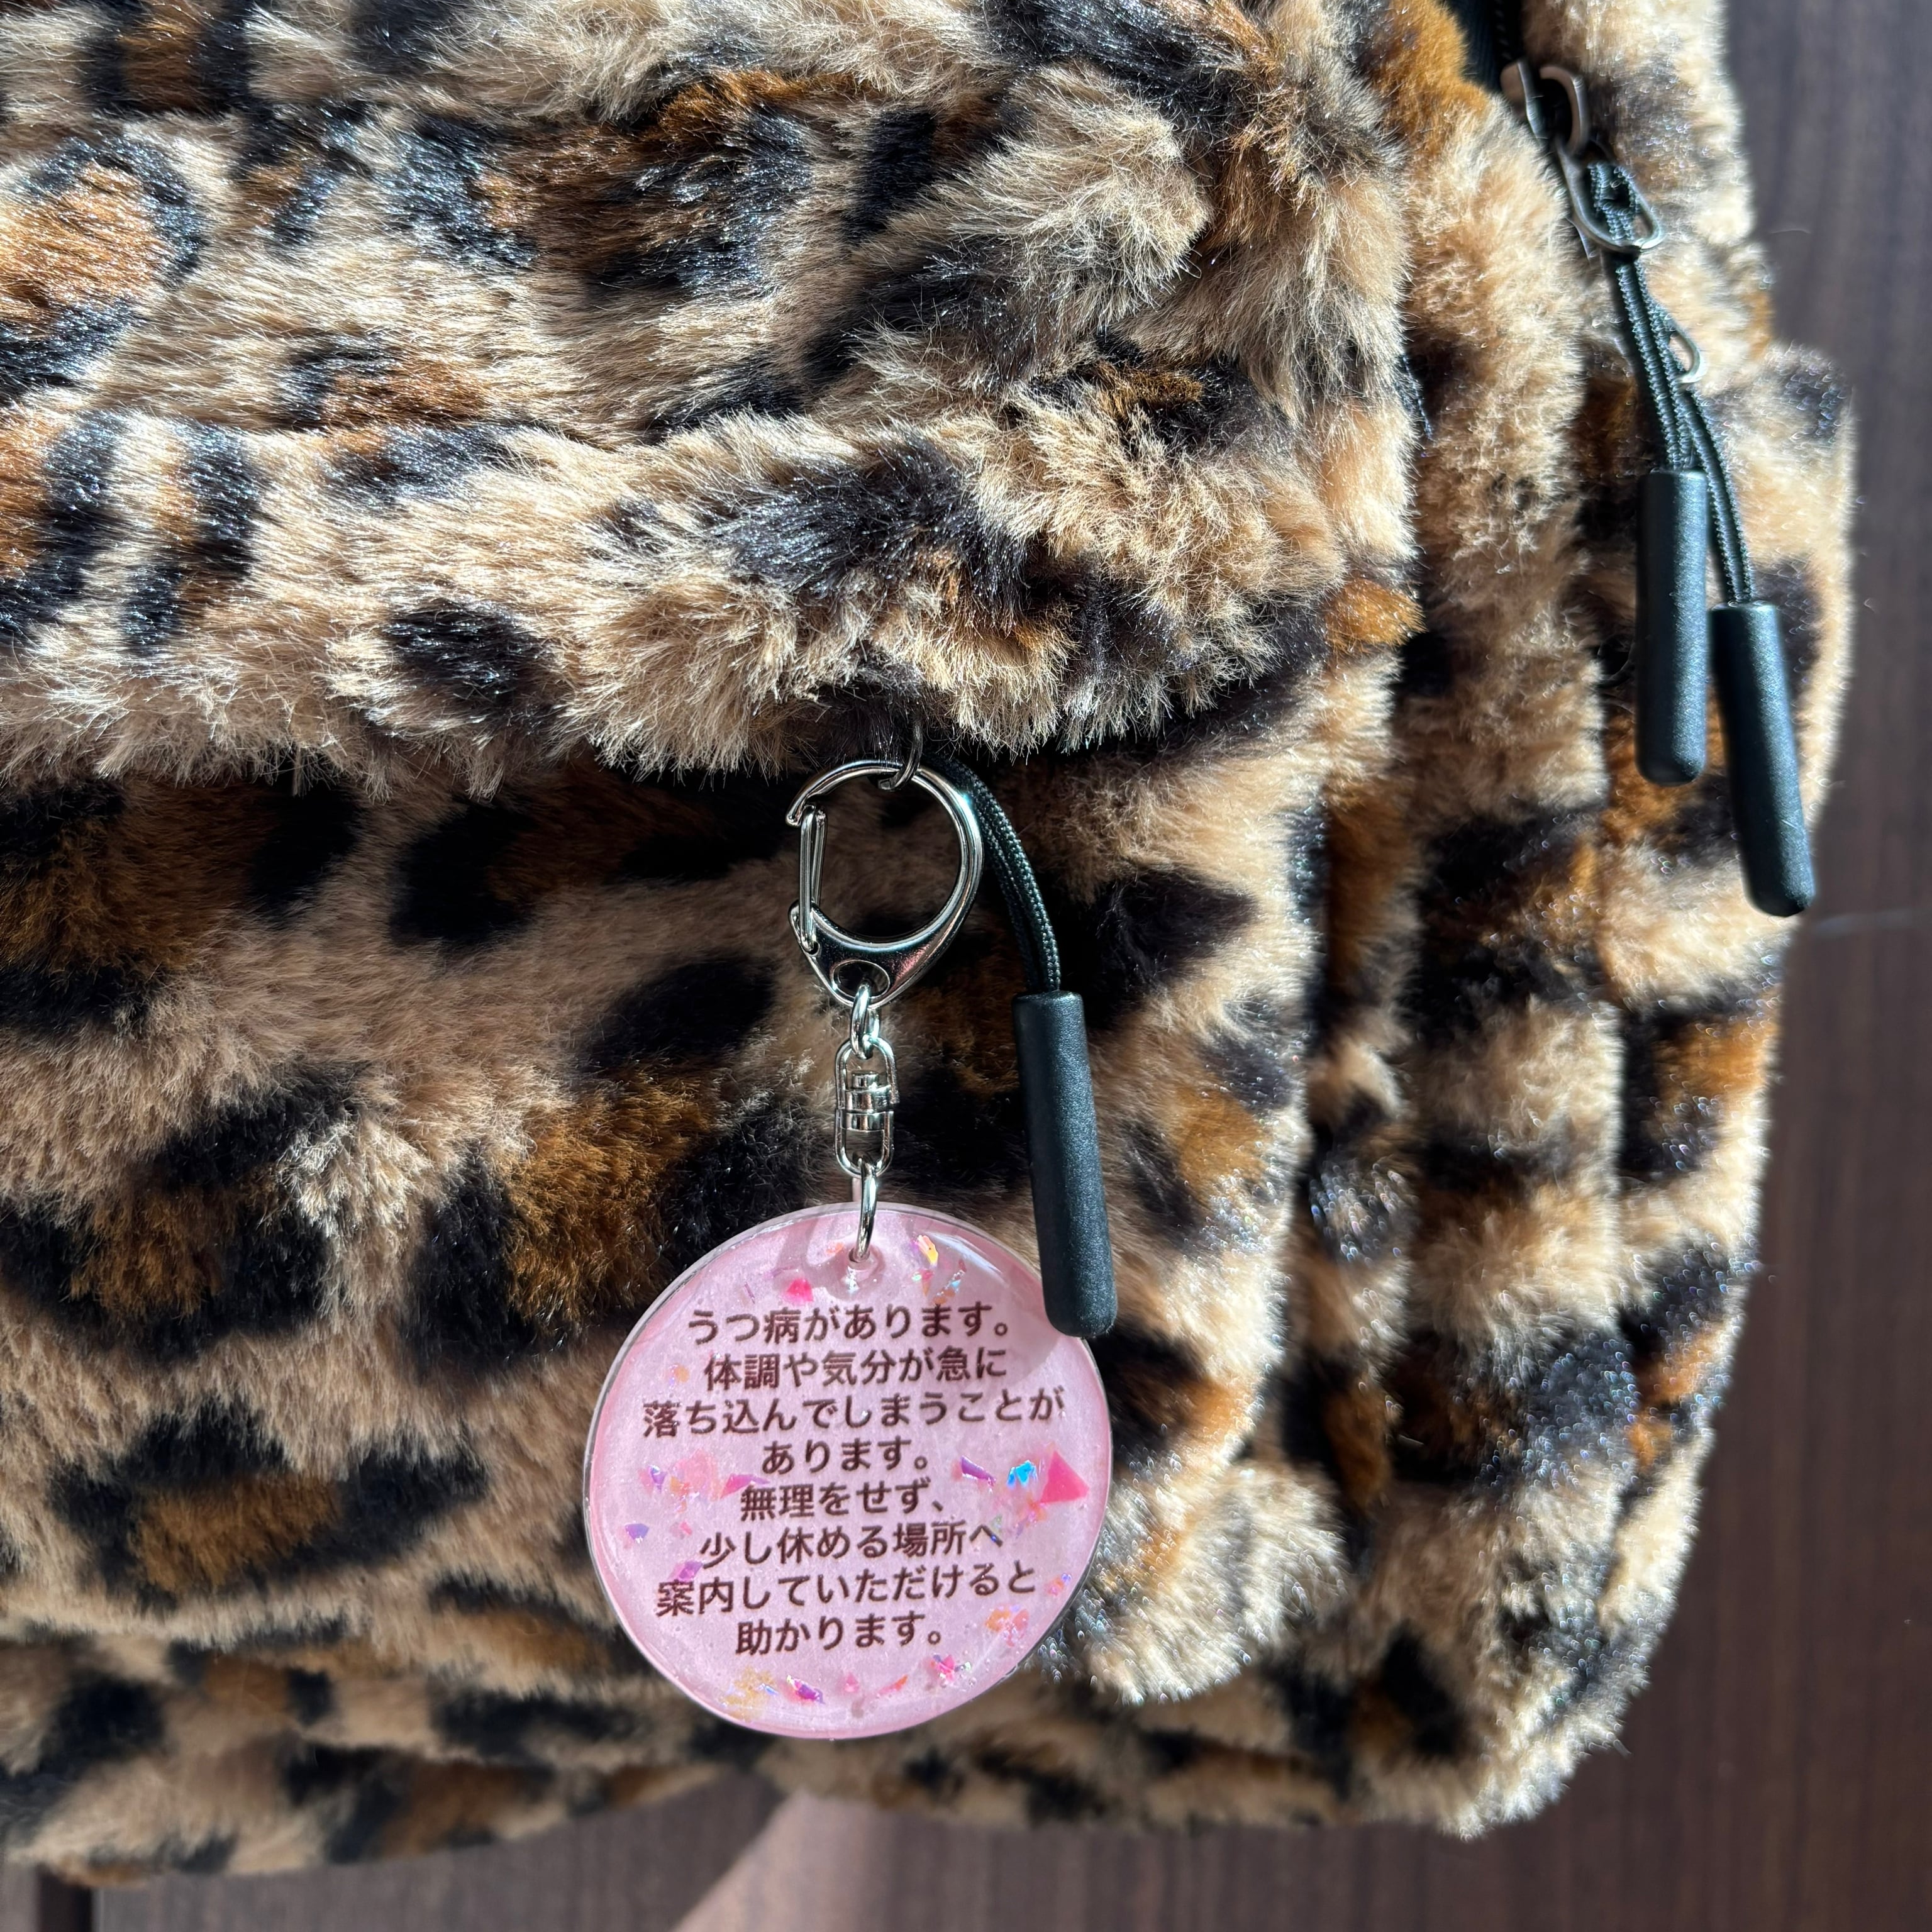 うつ病があります。
体調や気分が急に
落ち込んでしまうことが
あります。
無理をせず、
少し休める場所へ
案内していただけると
助かります。